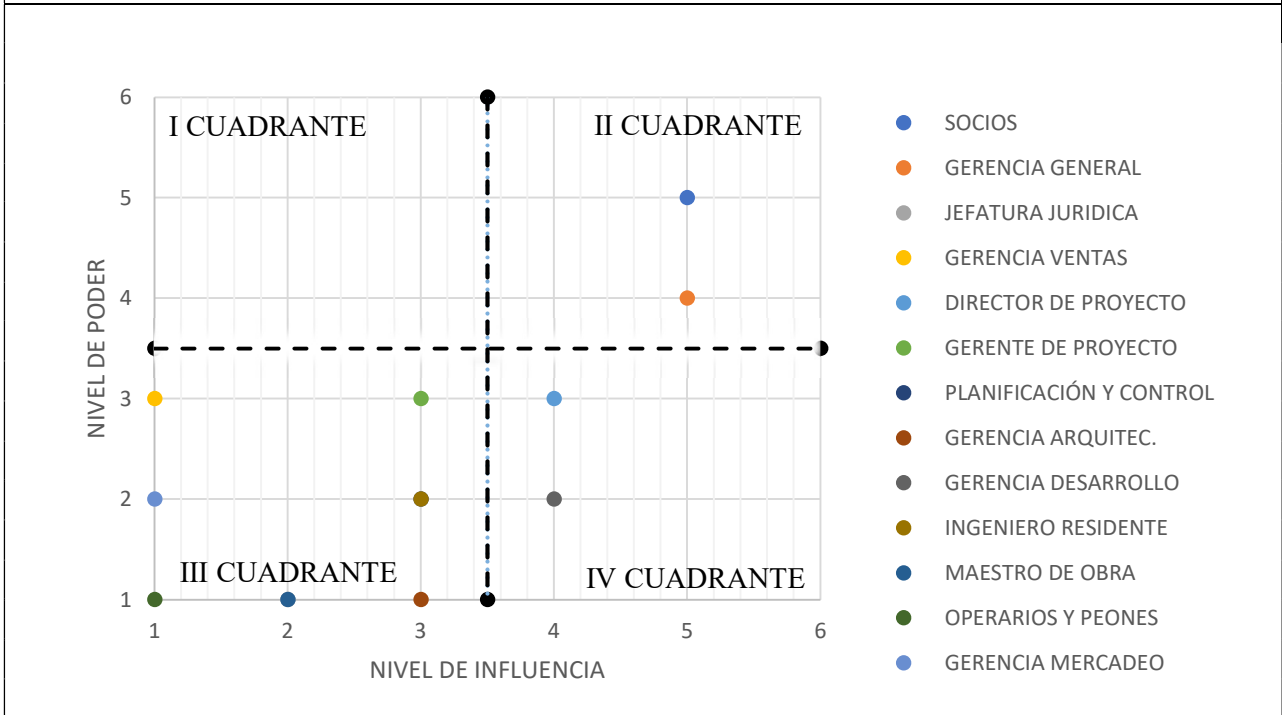 6
I CUADRANTE
II CUADRANTE
5
4
3
2
1
III CUADRANTE
IV CUADRANTE
NIVEL DE PODER
1 2 3 4 5 6
NIVEL DE INFLUENCIA
SOCIOS
GERENCIA GENERAL
JEFATURA JURIDICA
GERENCIA VENTAS
DIRECTOR DE PROYECTO
GERENTE DE PROYECTO
PLANIFICACIÓN Y CONTROL
GERENCIA ARQUITEC.
GERENCIA DESARROLLO
INGENIERO RESIDENTE
MAESTRO DE OBRA
OPERARIOS Y PEONES
GERENCIA MERCADEO